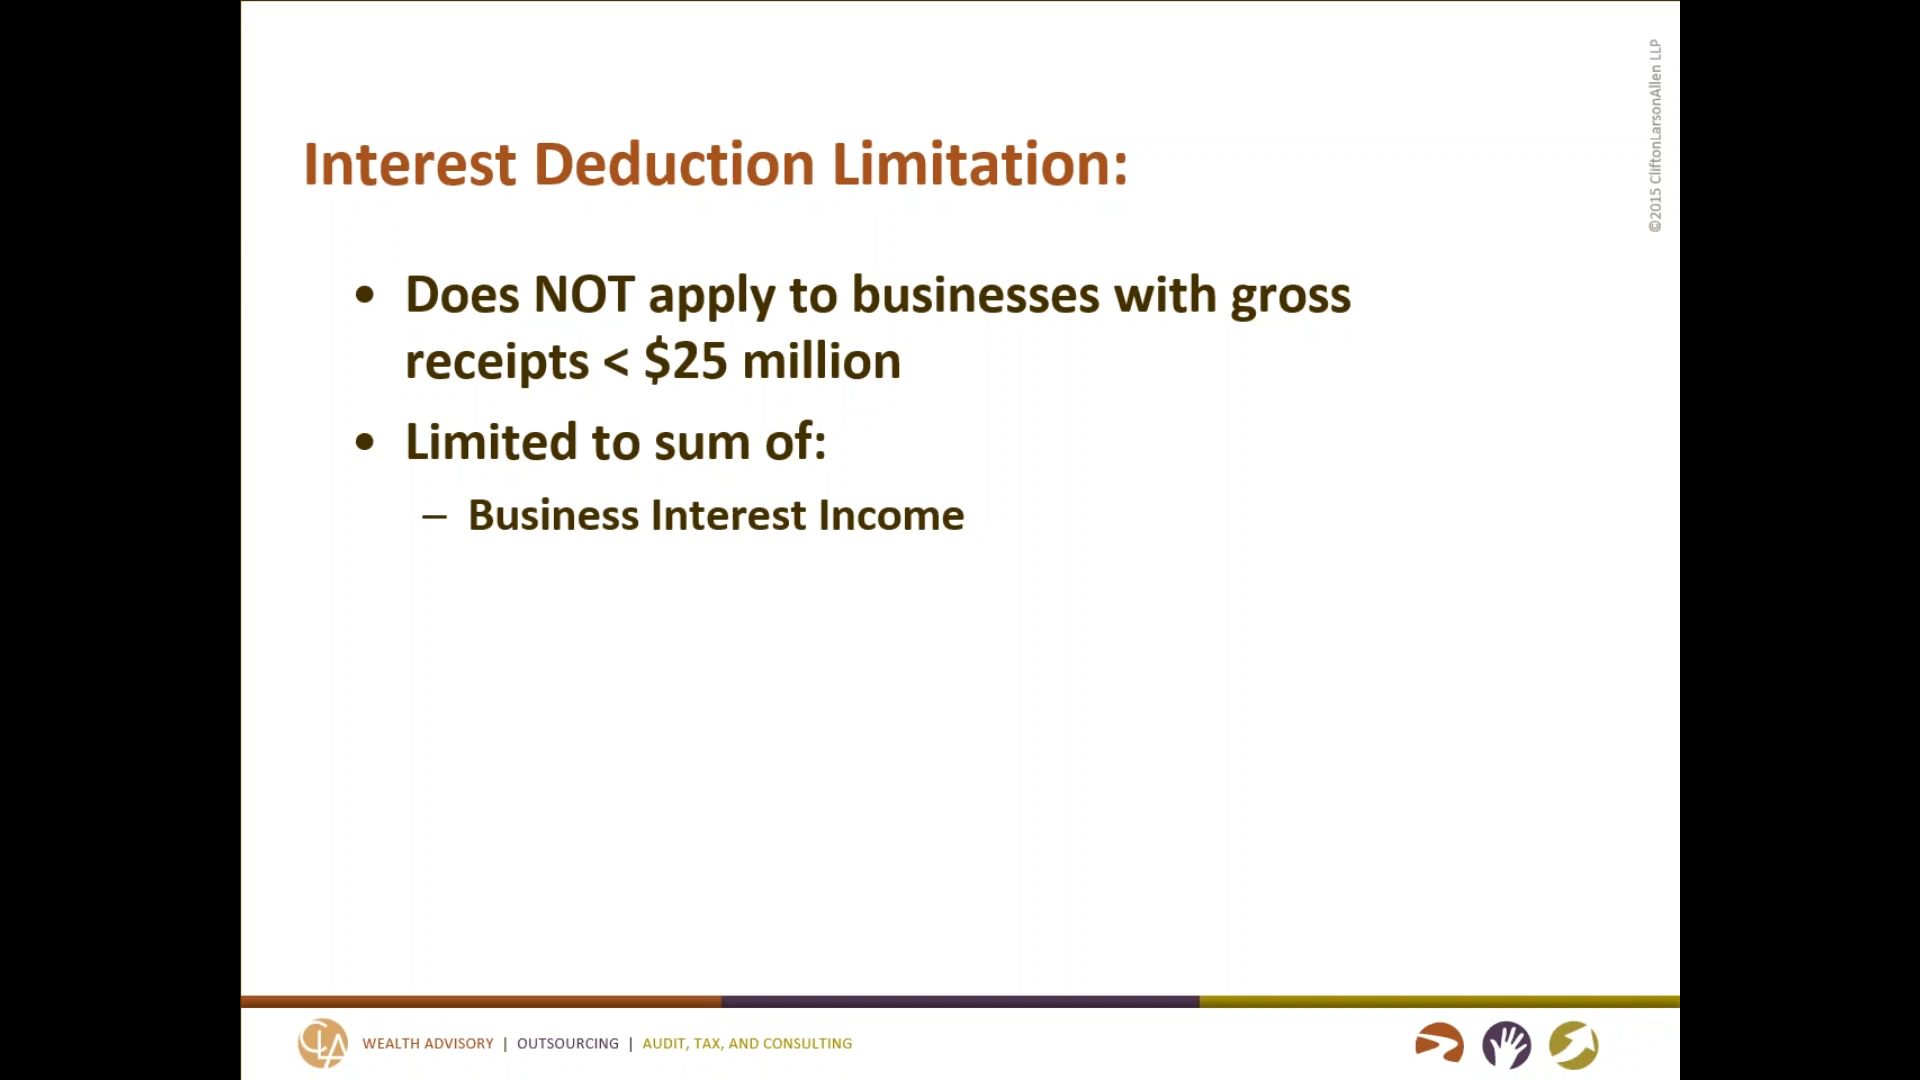 ©2015 CliftonLarsonAllen LLP
Interest Deduction Limitation:
• Does NOT apply to businesses with gross
receipts < $25 million
• Limited to sum of:
– Business Interest Income
CLA
WEALTH ADVISORY | OUTSOURCING | AUDIT, TAX, AND CONSULTING